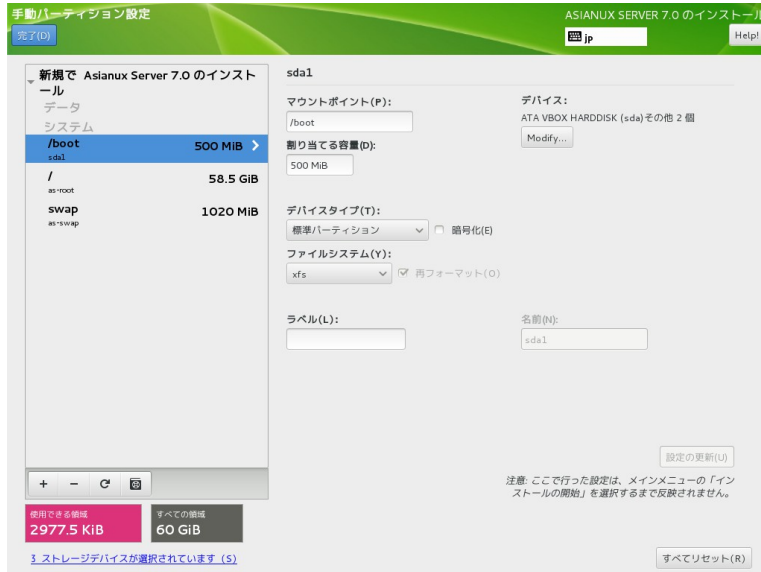 手動パーティション設定
ASIANUX SERVER 7.0 のインストール
完了(D)
jp
Help!
新規で Asianux Server 7.0 のインスト
ール
データ
システム
/boot
500 MiB
sda1
/
58.5 GiB
as-root
swap
1020 MiB
as-swap
sda1
マウントポイント(P):
/boot
割り当てる容量(D):
500 MiB
デバイス:
ATA VBOX HARDDISK (sda)その他 2 個
Modify...
デバイスタイプ(T):
標準パーティション
暗号化(E)
ファイルシステム(Y):
xfs
再フォーマット(O)
ラベル(L):
名前(N):
sda1
設定の更新(U)
注意: ここで行った設定は、メインメニューの「イン
ストールの開始」を選択するまで反映されません。
+ −
使用できる領域
2977.5 KiB
すべての領域
60 GiB
3 ストレージデバイスが選択されています (S)
すべてリセット(R)